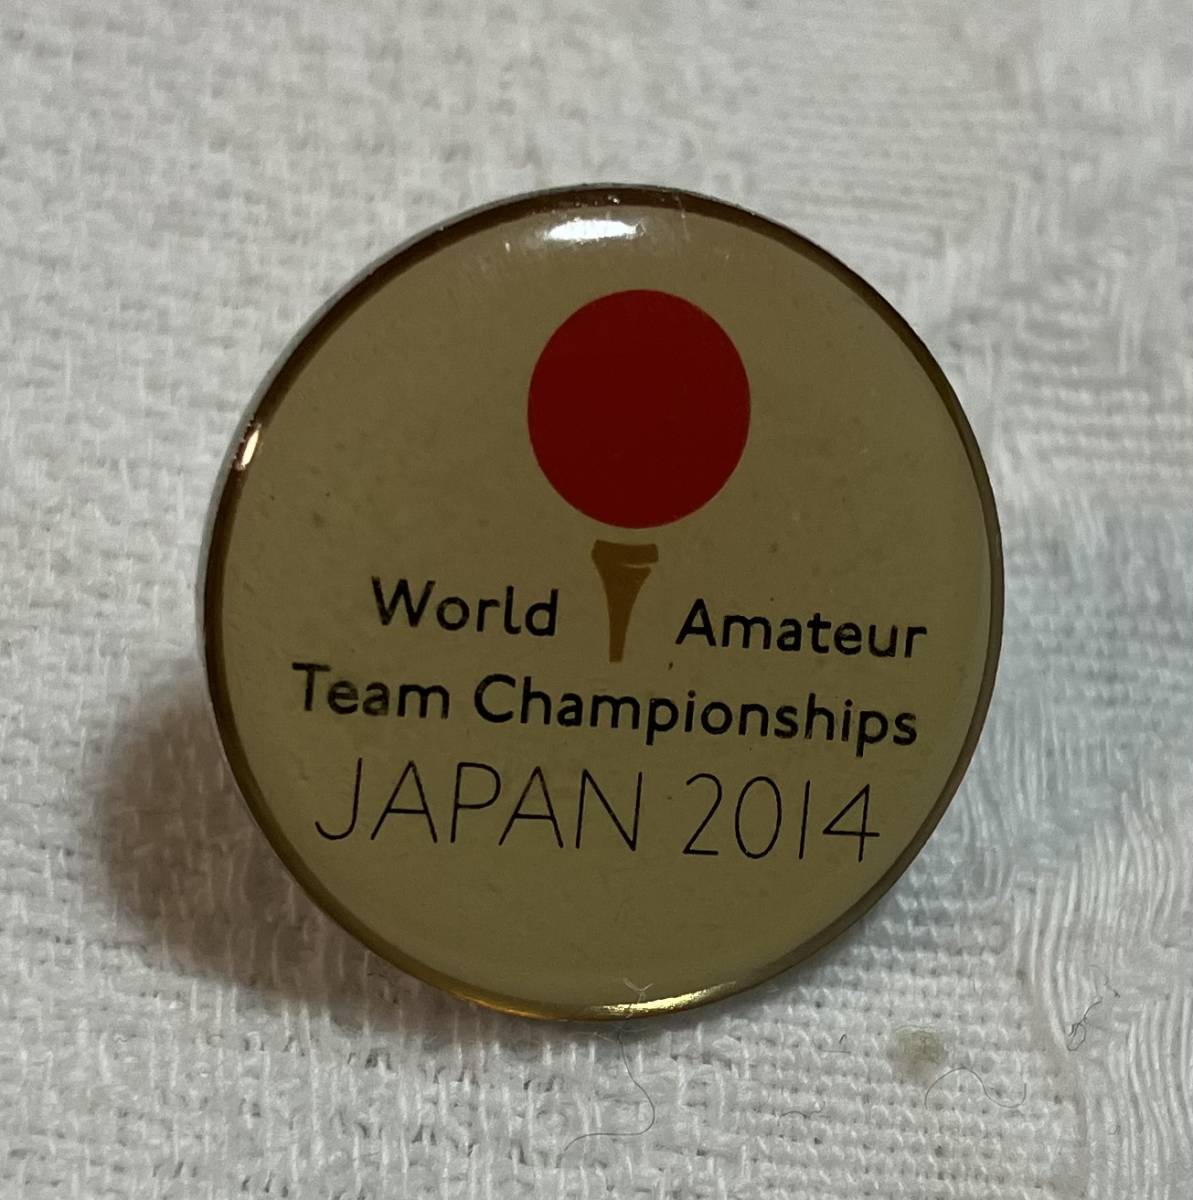 World Amateur
Team Championships
JAPAN 2014